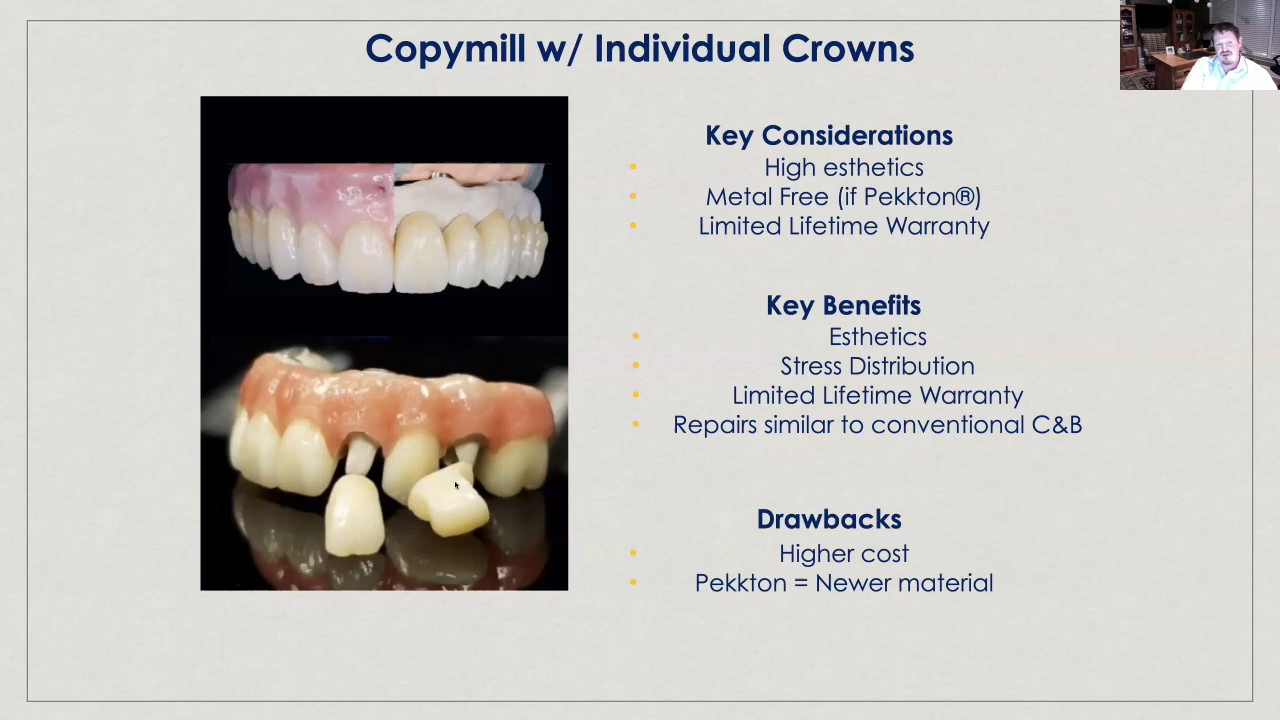 Copymill w/ Individual Crowns
Key Considerations
• High esthetics
• Metal Free (if Pekkton®)
• Limited Lifetime Warranty
Key Benefits
• Esthetics
• Stress Distribution
• Limited Lifetime Warranty
• Repairs similar to conventional C&B
Drawbacks
• Higher cost
• Pekkton = Newer material